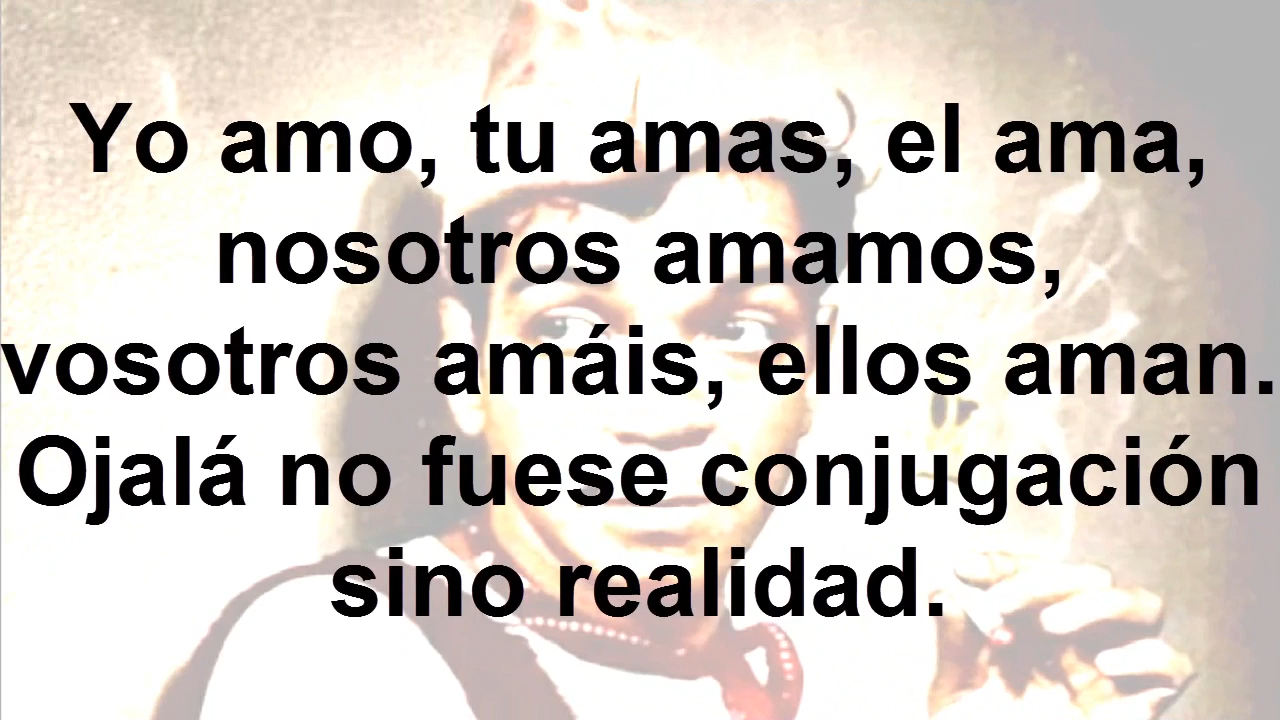 Yo amo, tu amas, el ama,
nosotros amamos,
vosotros amáis, ellos aman.
Ojalá no fuese conjugación
sino realidad.